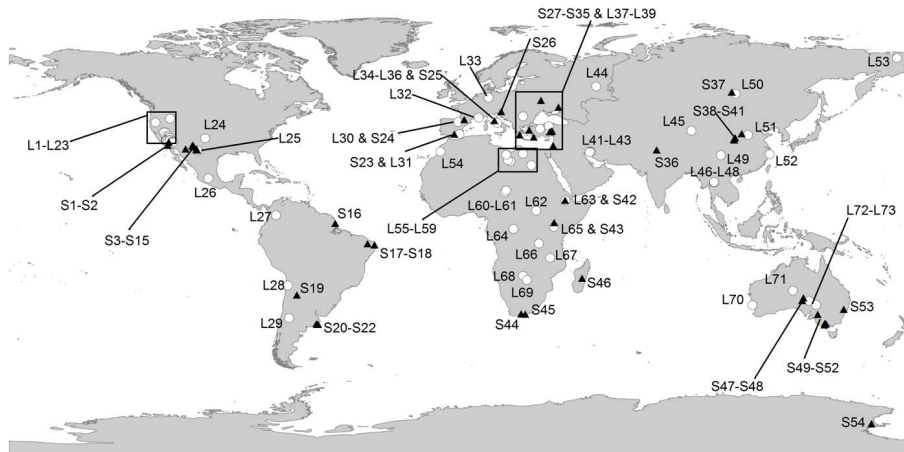 S27-S35 & L37-L39
S26
L34-L36 & S25
L33
L44
L53
L32
S37
L50
S38-S41
L1-L23
L24
L30 & S24
L45
L51
L25
S23 & L31
L54
L41-L43
S36
L49
L52
L26
L46-L48
S1-S2
L60-L61
L62
L63 & S42
L72-L73
S3-S15
L27
S16
L55-L59
L64
L65 & S43
S17-S18
L66
L67
L28
S19
L68
S46
L71
L69
L70
S53
L29
S20-S22
S44
S45
S49-S52
S47-S48
S54